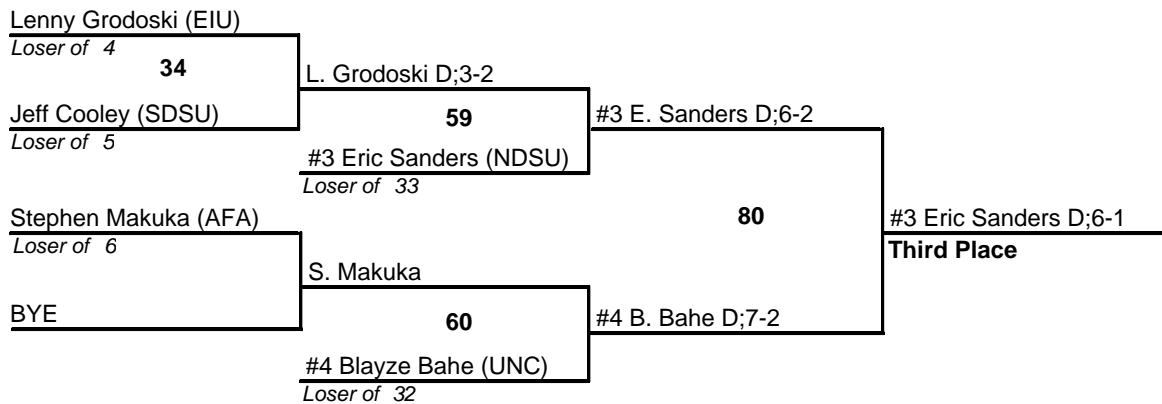 Lenny Grodoski (EIU)
Loser of 4
34
L. Grodoski D;3-2
Jeff Cooley (SDSU)
Loser of 5
59
#3 E. Sanders D;6-2
#3 Eric Sanders (NDSU)
Loser of 33
Stephen Makuka (AFA)
Loser of 6
80
#3 Eric Sanders D;6-1
Third Place
S. Makuka
BYE
60
#4 B. Bahe D;7-2
#4 Blayze Bahe (UNC)
Loser of 32